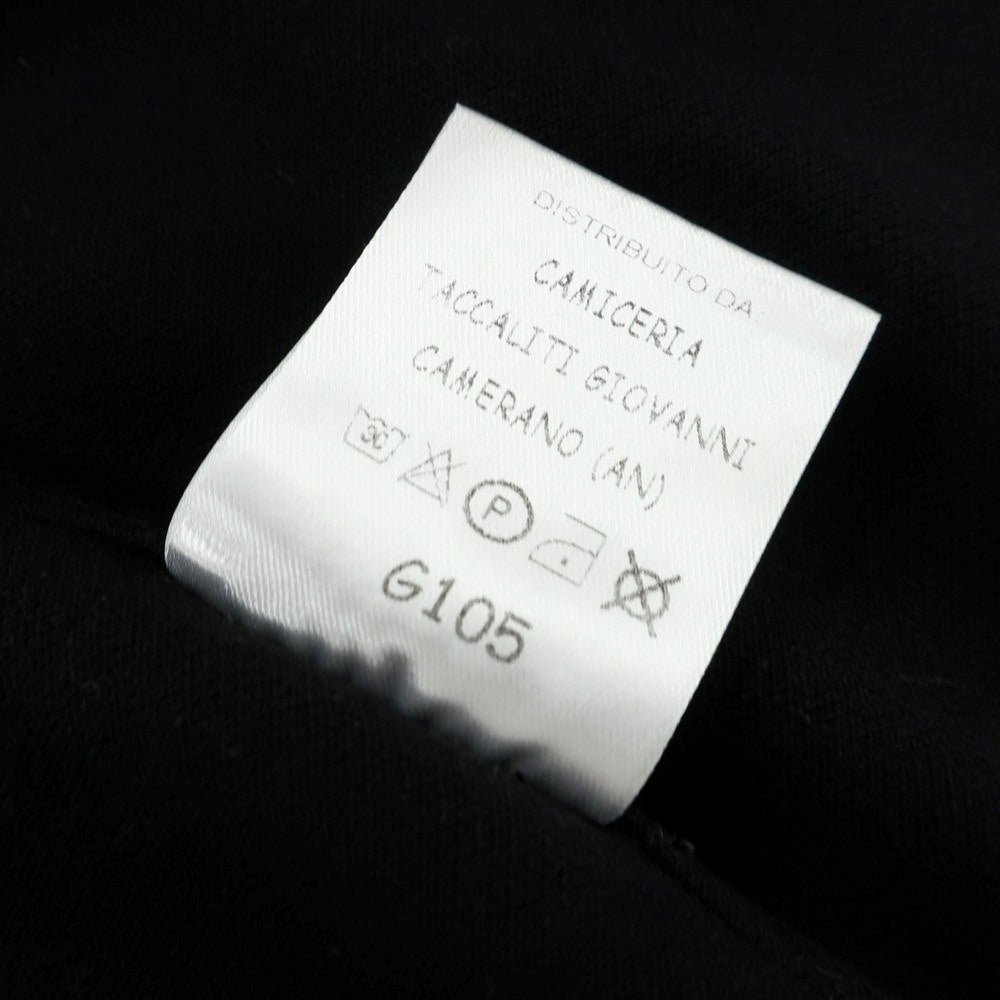 DISTRIBUITO DA:
CAMICERIA
TACCALITI GIOVANNI
CAMERANO (AN)
30
P
G105